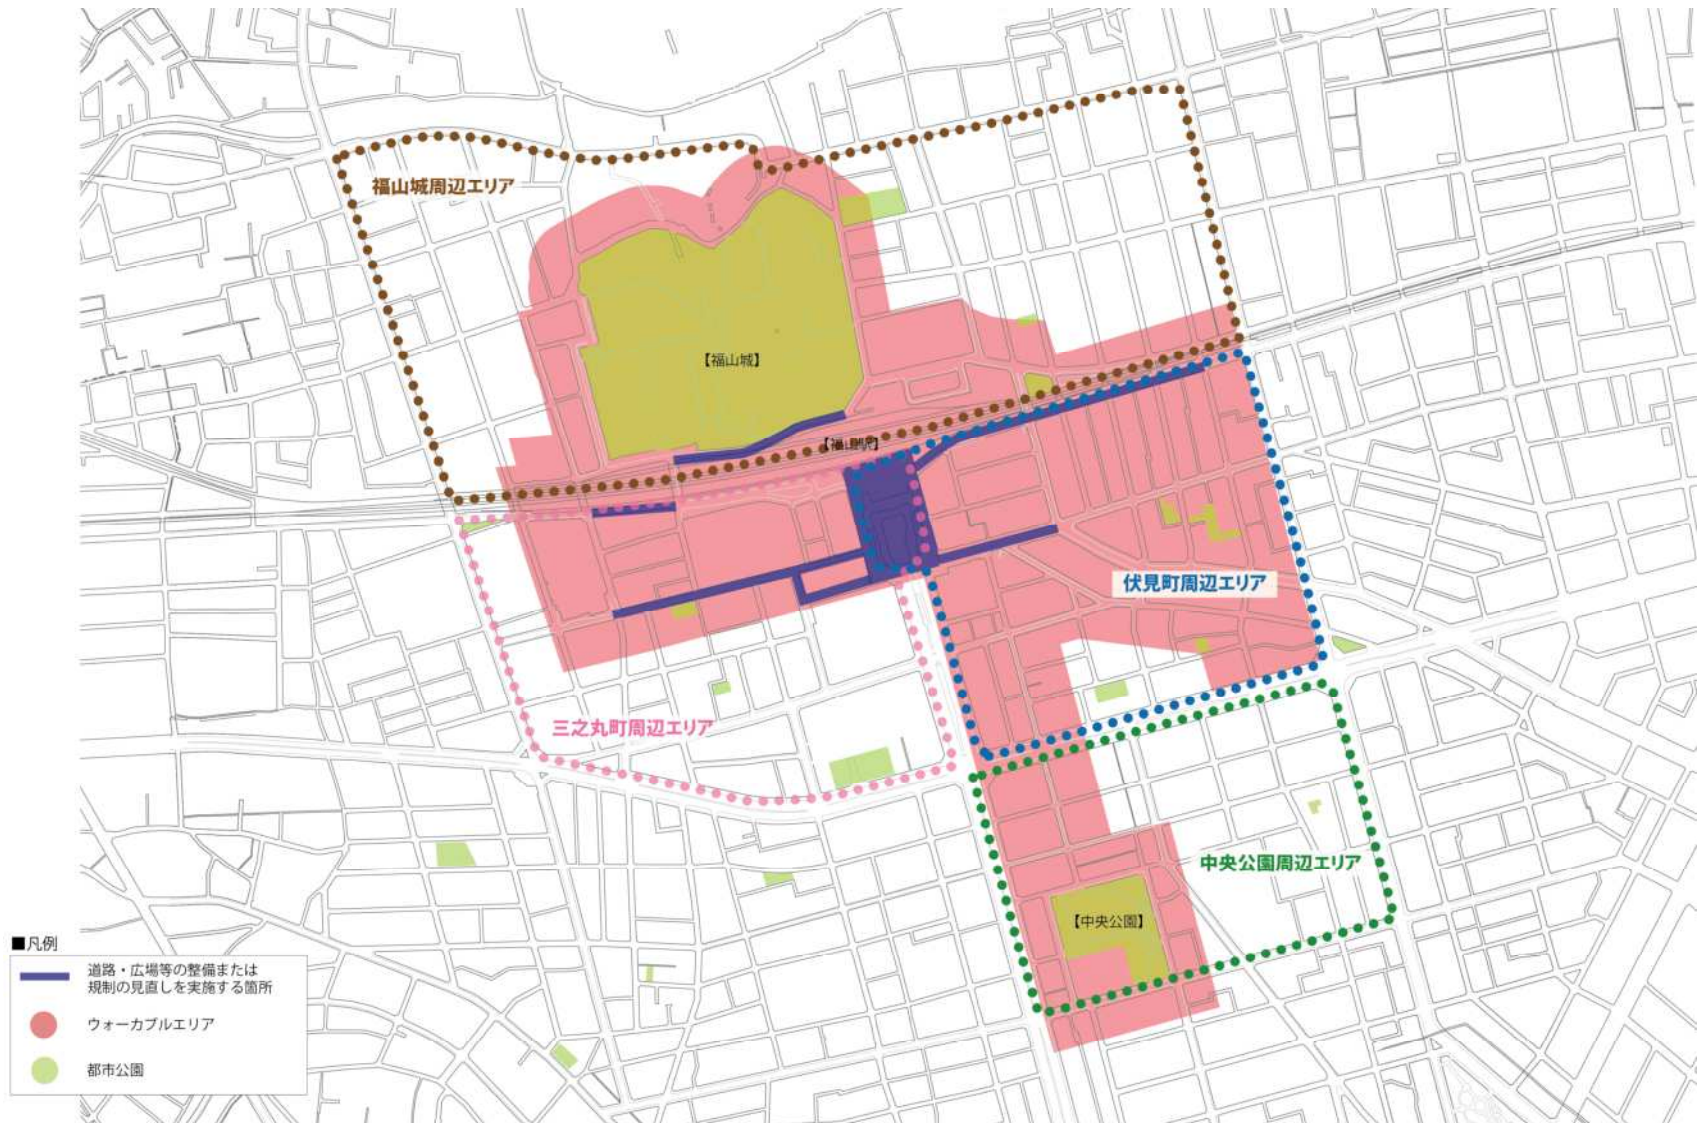 福山城周辺エリア
【福山城】
【福山駅】
伏見町周辺エリア
三之丸町周辺エリア
中央公園周辺エリア
【中央公園】
■凡例
道路・広場等の整備または
規制の見直しを実施する箇所
ウォーカブルエリア
都市公園